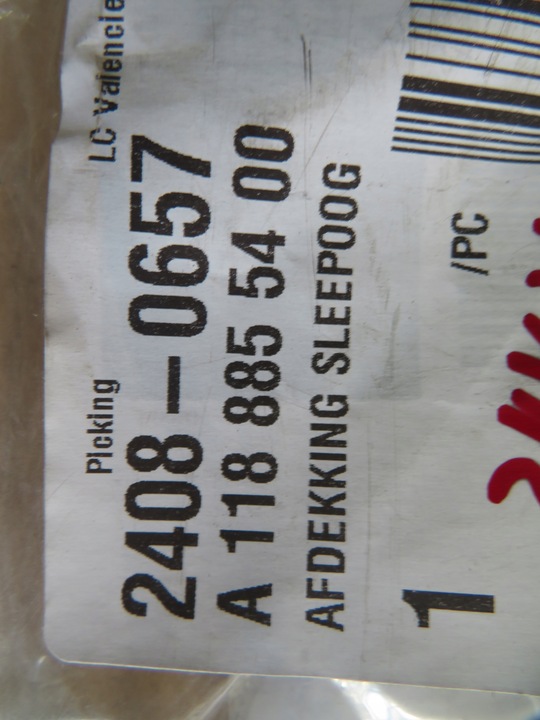 Picking LC Valencie
2408-0657
A 118 885 54 00
AFDEKKING SLEEPOOG
1 /PC